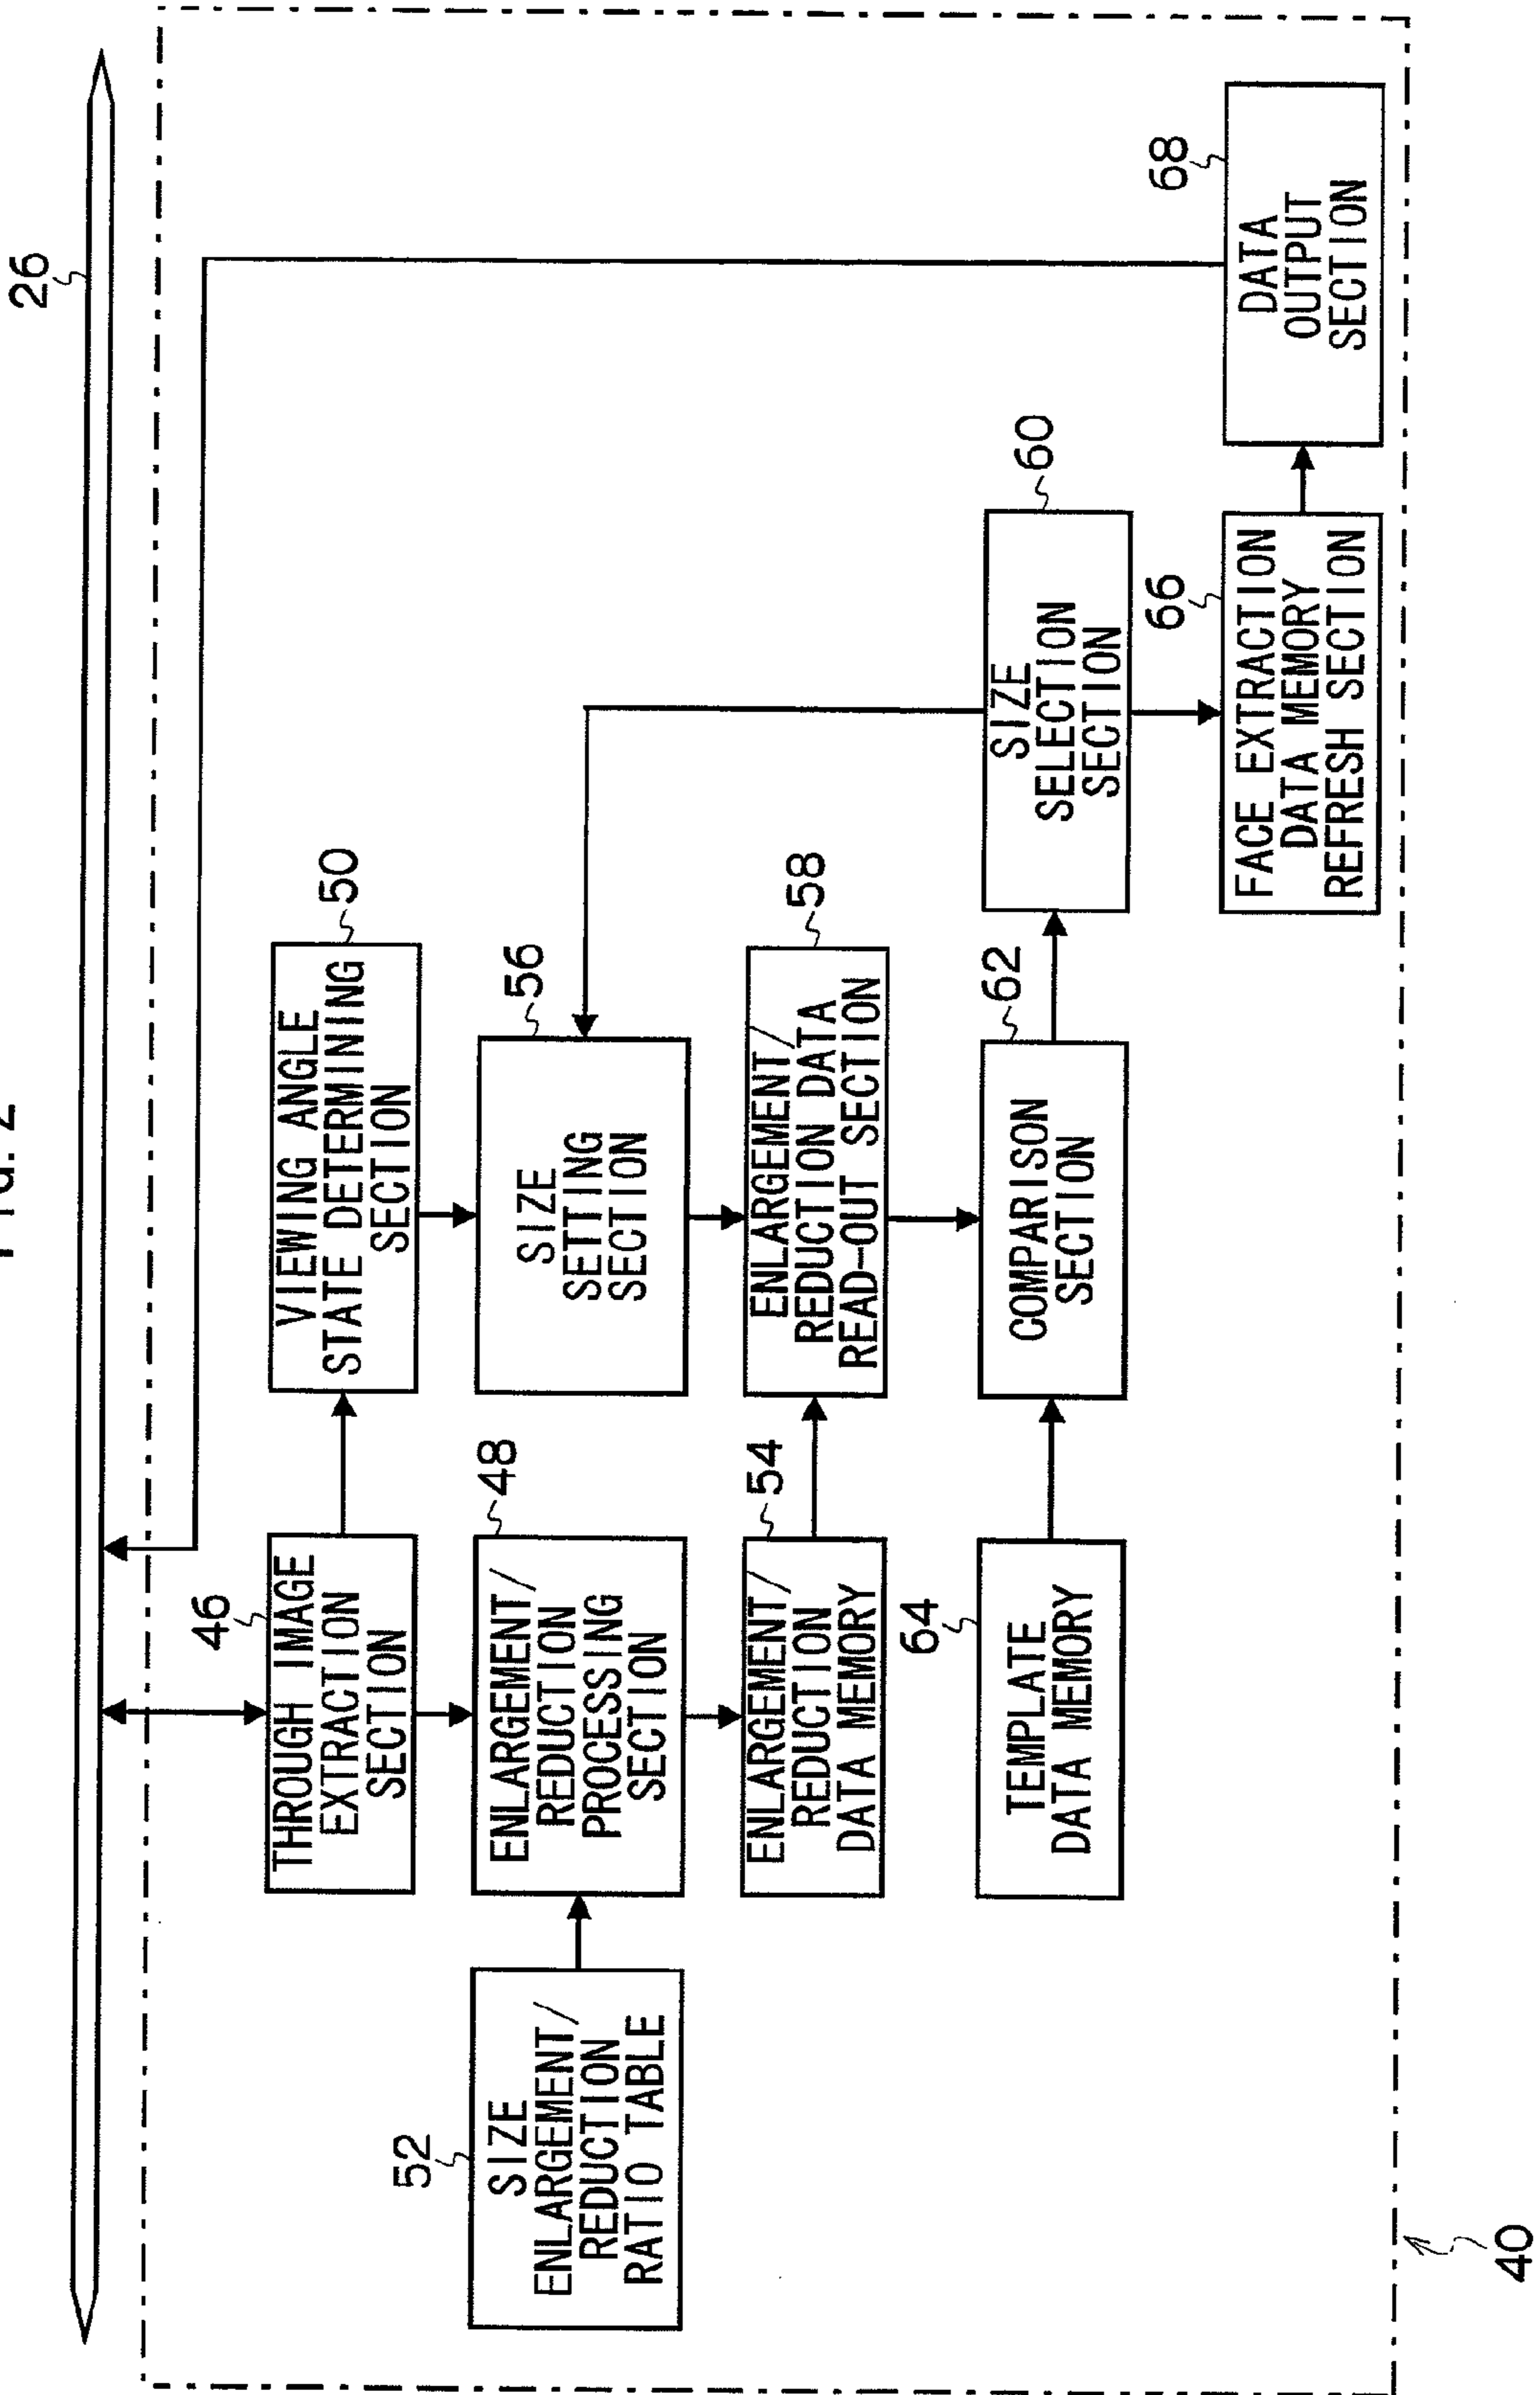 FIG. 2
26
46
THROUGH IMAGE
EXTRACTION
SECTION
50
VIEWING ANGLE
STATE DETERMINING
SECTION
52
SIZE
ENLARGEMENT/
REDUCTION
RATIO TABLE
48
ENLARGEMENT/
REDUCTION
PROCESSING
SECTION
56
SIZE
SETTING
SECTION
54
ENLARGEMENT/
REDUCTION
DATA MEMORY
58
ENLARGEMENT/
REDUCTION DATA
READ-OUT SECTION
64
TEMPLATE
DATA MEMORY
62
COMPARISON
SECTION
60
SIZE
SELECTION
SECTION
66
FACE EXTRACTION
DATA MEMORY
REFRESH SECTION
68
DATA
OUTPUT
SECTION
40